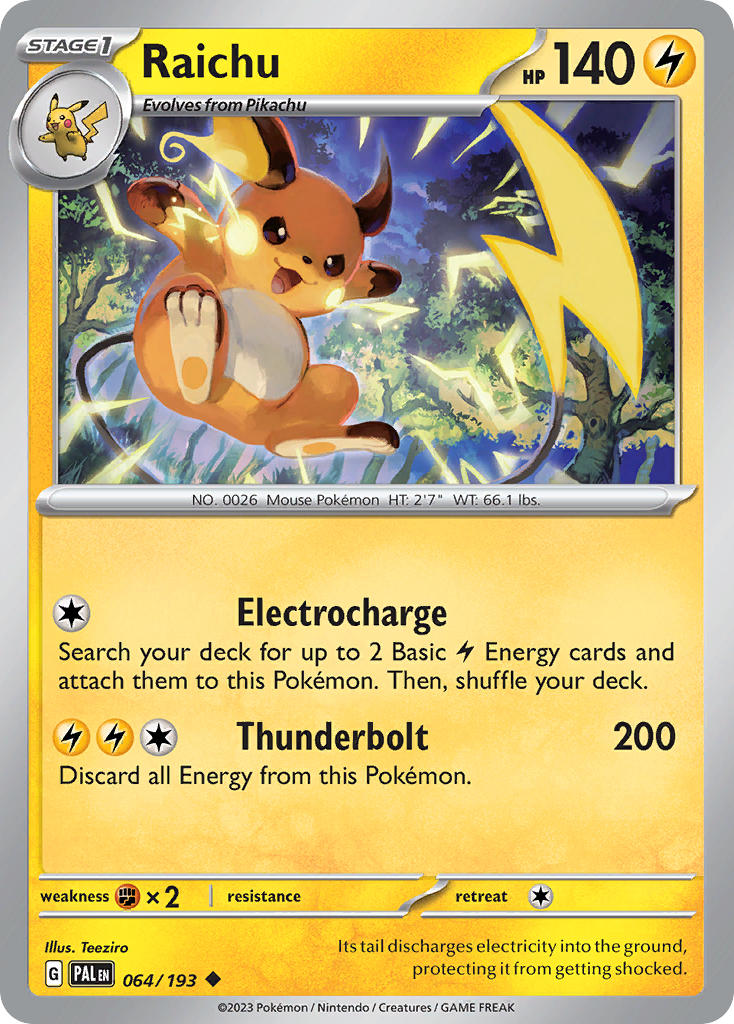 STAGE1
Raichu
HP 140
Evolves from Pikachu
NO. 0026 Mouse Pokémon HT: 2'7" WT: 66.1 lbs.
Electrocharge
Search your deck for up to 2 Basic Energy cards and
attach them to this Pokémon. Then, shuffle your deck.
Thunderbolt 200
Discard all Energy from this Pokémon.
weakness ×2 resistance retreat
Illus. Teeziro
Its tail discharges electricity into the ground,
protecting it from getting shocked.
G PAL EN 064/193
©2023 Pokémon / Nintendo / Creatures / GAME FREAK